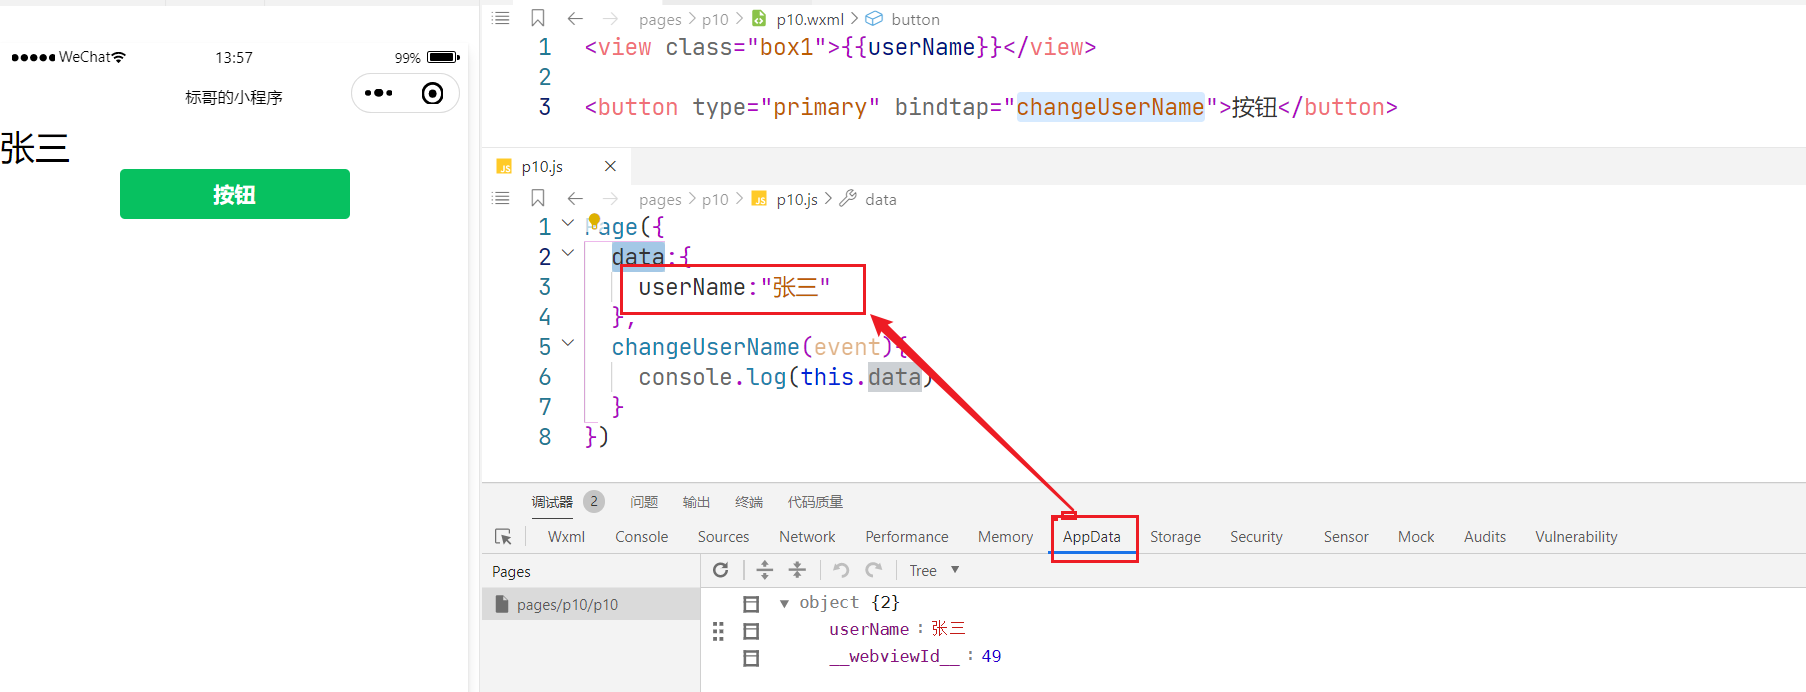 WeChat 13:57 99%
标哥的小程序
张三
按钮
pages > p10 > p10.wxml > button
1 <view class="box1">{{userName}}</view>
2
3 <button type="primary" bindtap="changeUserName">按钮</button>
JS p10.js ×
pages > p10 > JS p10.js > data
1 Page({
2 data:{
3 userName:"张三"
4 },
5 changeUserName(event){
6 console.log(this.data)
7 }
8 })
调试器 2 问题 输出 终端 代码质量
Wxml Console Sources Network Performance Memory AppData Storage Security Sensor Mock Audits Vulnerability
Pages
Tree
pages/p10/p10
object {2}
userName : 张三
__webviewId__ : 49